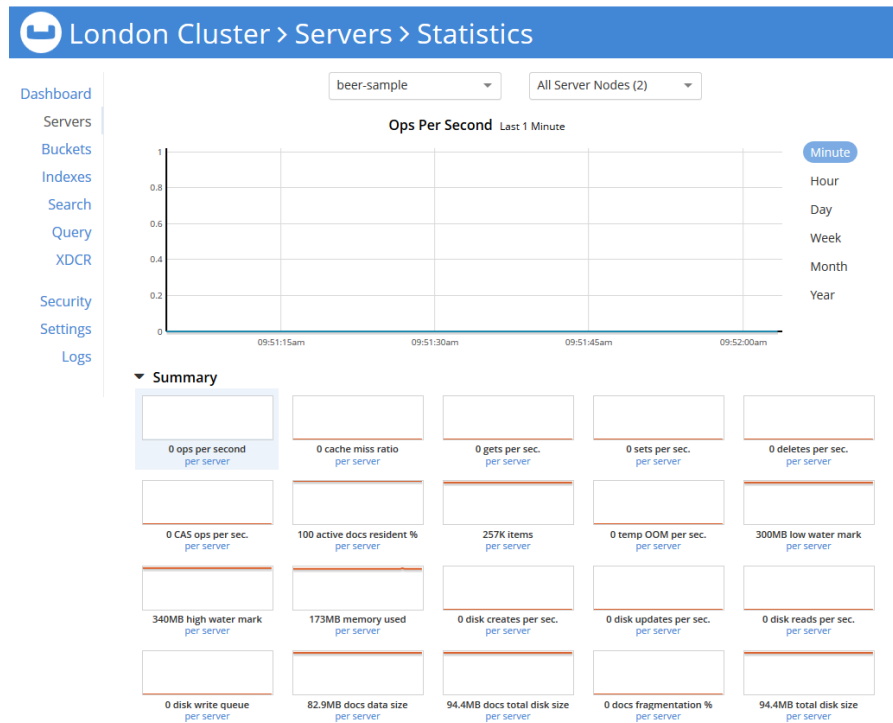 London Cluster > Servers > Statistics
beer-sample
All Server Nodes (2)
Dashboard
Servers
Buckets
Indexes
Search
Query
XDCR
Security
Settings
Logs
Ops Per Second Last 1 Minute
1
0.8
0.6
0.4
0.2
0
09:51:15am 09:51:30am 09:51:45am 09:52:00am
Minute
Hour
Day
Week
Month
Year
Summary
0 ops per second
per server
0 cache miss ratio
per server
0 gets per sec.
per server
0 sets per sec.
per server
0 deletes per sec.
per server
0 CAS ops per sec.
per server
100 active docs resident %
per server
257K items
per server
0 temp OOM per sec.
per server
300MB low water mark
per server
340MB high water mark
per server
173MB memory used
per server
0 disk creates per sec.
per server
0 disk updates per sec.
per server
0 disk reads per sec.
per server
0 disk write queue
per server
82.9MB docs data size
per server
94.4MB docs total disk size
per server
0 docs fragmentation %
per server
94.4MB total disk size
per server